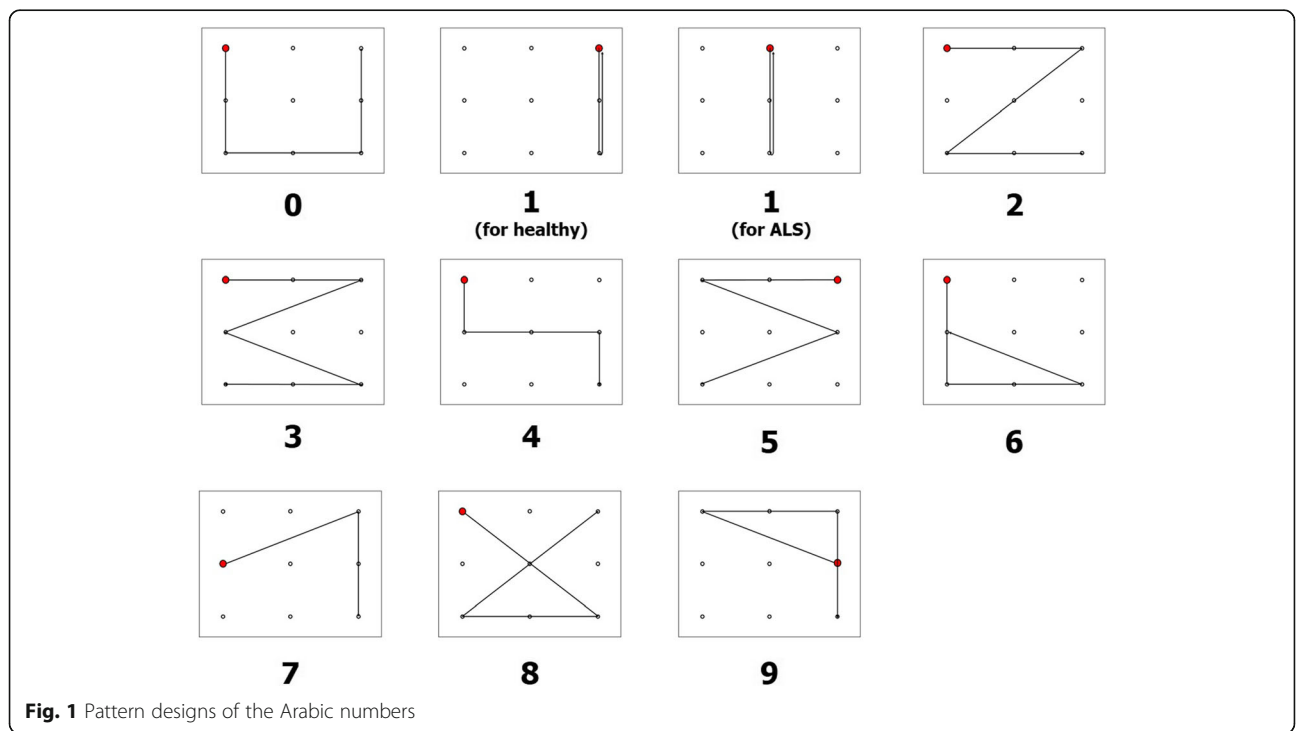 0 1 1 2
(for healthy) (for ALS)
3 4 5 6
7 8 9
Fig. 1 Pattern designs of the Arabic numbers